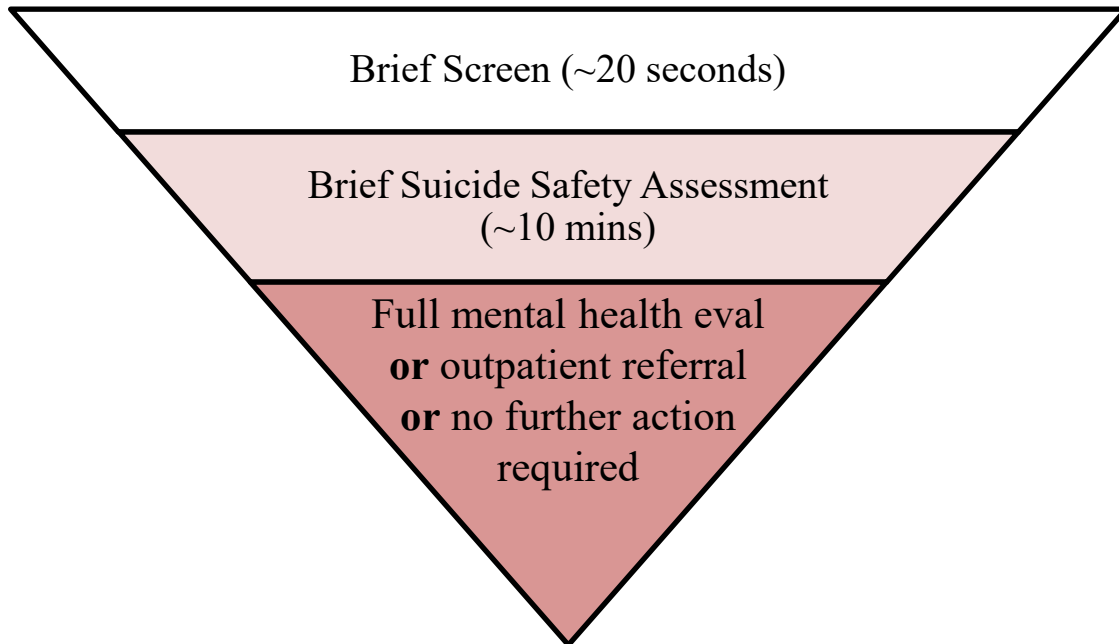 Brief Screen (~20 seconds)
Brief Suicide Safety Assessment
(~10 mins)
Full mental health eval
or outpatient referral
or no further action
required